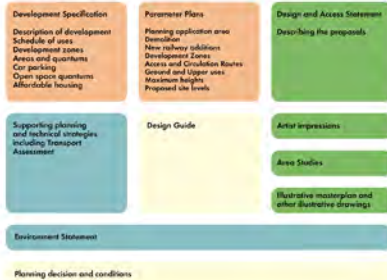 Development Specification
Description of development
Schedule of uses
Development zones
Areas and quantums
Car parking
Open space quantums
Affordable housing
Parameter Plans
Planning application area
Demolition
New railway additions
Development Zones
Access and Circulation Routes
Ground and Upper uses
Maximum heights
Proposed site levels
Design and Access Statement
Describing the proposals
Supporting planning
and technical strategies
including Transport
Assessment
Design Guide
Artist impressions
Area Studies
Illustrative masterplan and
other illustrative drawings
Environment Statement
Planning decision and conditions